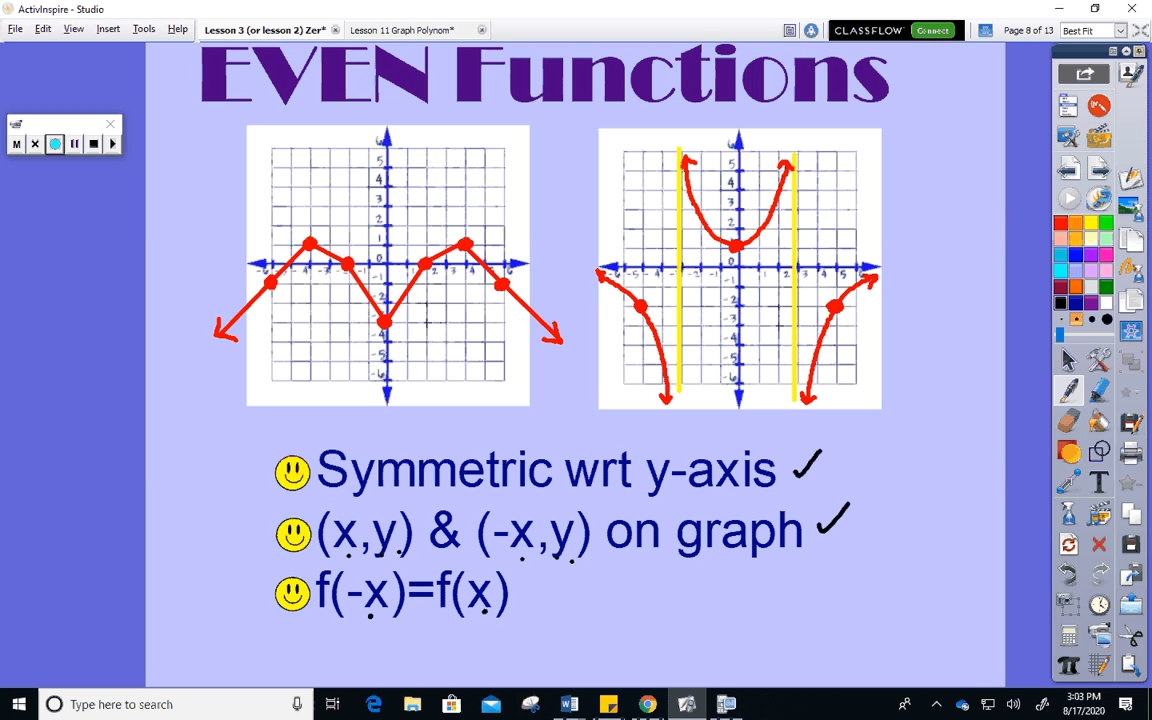 ActivInspire - Studio
File Edit View Insert Tools Help
Lesson 3 (or lesson 2) Zer*
Lesson 11 Graph Polynom*
CLASSFLOW Connect
Page 8 of 13
Best Fit
EVEN Functions
M
Symmetric wrt y-axis ✓
(x,y) & (-x,y) on graph ✓
f(-x)=f(x)
Type here to search
3:03 PM
8/17/2020